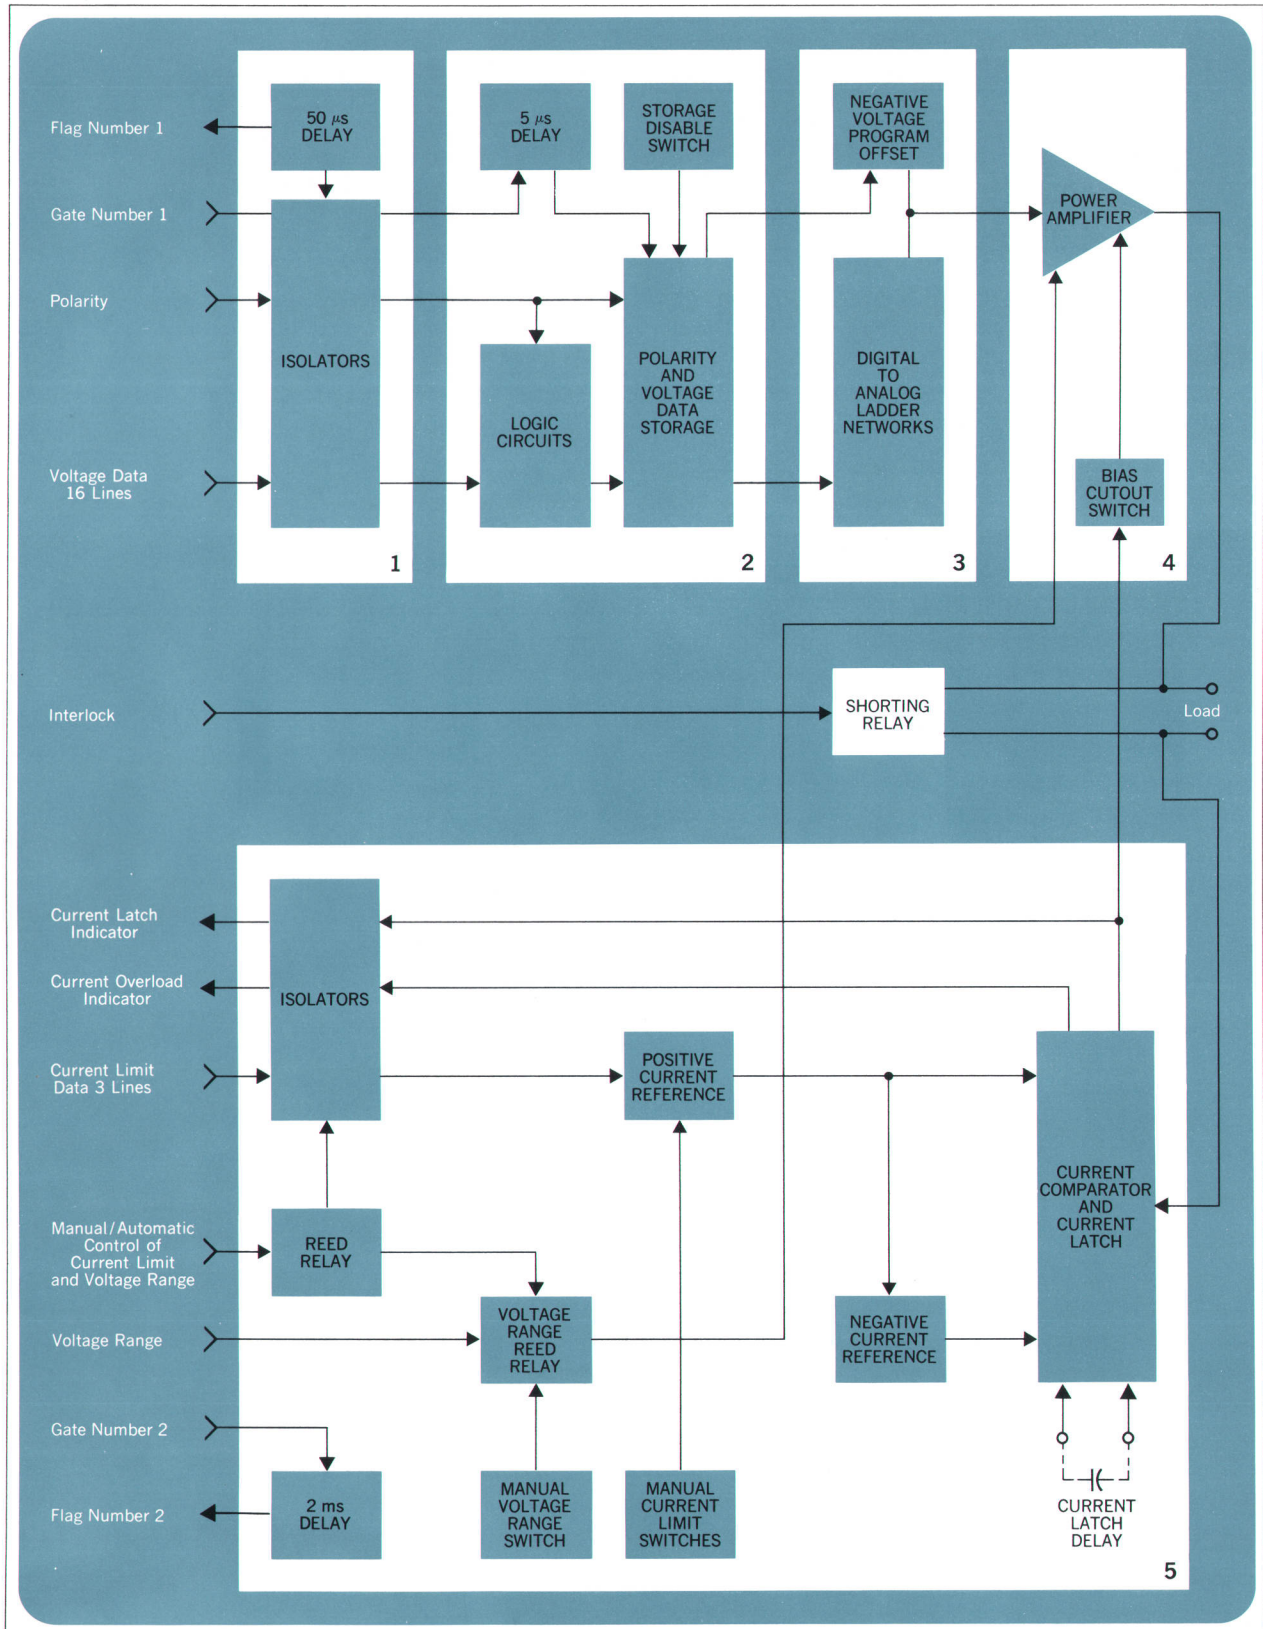 Flag Number 1
50 μs
DELAY
5 μs
DELAY
STORAGE
DISABLE
SWITCH
NEGATIVE
VOLTAGE
PROGRAM
OFFSET
Gate Number 1
POWER
AMPLIFIER
Polarity
ISOLATORS
LOGIC
CIRCUITS
POLARITY
AND
VOLTAGE
DATA
STORAGE
DIGITAL
TO
ANALOG
LADDER
NETWORKS
Voltage Data
16 Lines
BIAS
CUTOUT
SWITCH
1
2
3
4
Interlock
SHORTING
RELAY
Load
Current Latch
Indicator
Current Overload
Indicator
ISOLATORS
Current Limit
Data 3 Lines
POSITIVE
CURRENT
REFERENCE
CURRENT
COMPARATOR
AND
CURRENT
LATCH
Manual/Automatic
Control of
Current Limit
and Voltage Range
REED
RELAY
Voltage Range
VOLTAGE
RANGE
REED
RELAY
NEGATIVE
CURRENT
REFERENCE
Gate Number 2
Flag Number 2
2 ms
DELAY
MANUAL
VOLTAGE
RANGE
SWITCH
MANUAL
CURRENT
LIMIT
SWITCHES
CURRENT
LATCH
DELAY
5